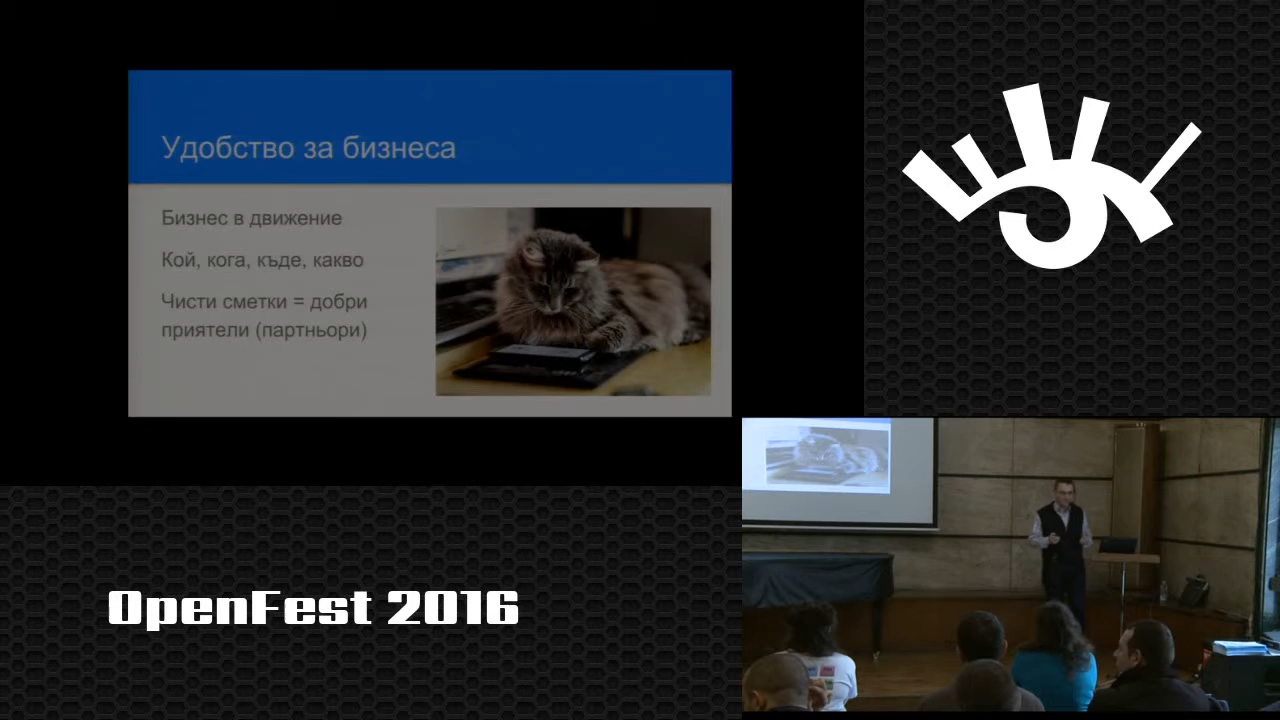 Удобство за бизнеса
Бизнес в движение
Кой, кога, къде, какво
Чисти сметки = добри
приятели (партньори)
OpenFest 2016